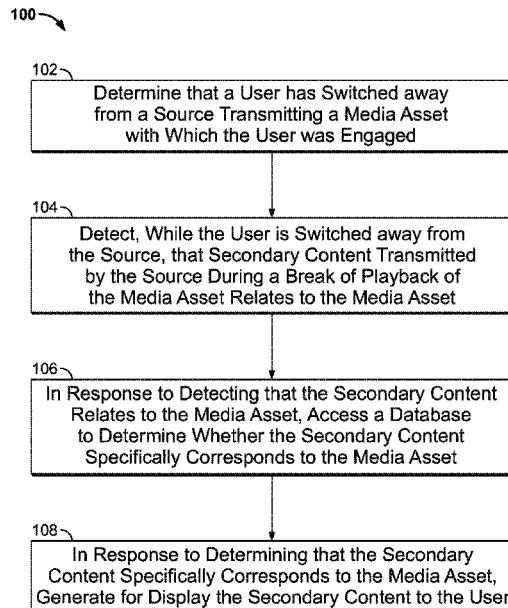 100
102
Determine that a User has Switched away
from a Source Transmitting a Media Asset
with Which the User was Engaged
104
Detect, While the User is Switched away from
the Source, that Secondary Content Transmitted
by the Source During a Break of Playback of
the Media Asset Relates to the Media Asset
106
In Response to Detecting that the Secondary Content
Relates to the Media Asset, Access a Database
to Determine Whether the Secondary Content
Specifically Corresponds to the Media Asset
108
In Response to Determining that the Secondary
Content Specifically Corresponds to the Media Asset,
Generate for Display the Secondary Content to the User